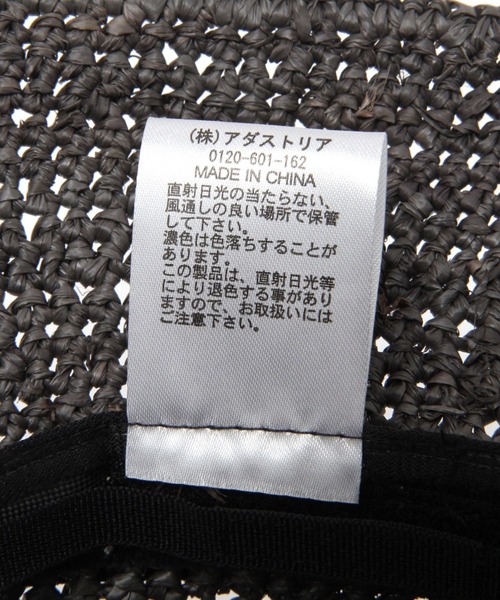 (株)アダストリア
0120-601-162
MADE IN CHINA
直射日光の当たらない、
風通しの良い場所で保管
して下さい。
濃色は色落ちすることが
あります。
この製品は、直射日光等
により退色する事があり
ますので、お取扱いには
ご注意下さい。